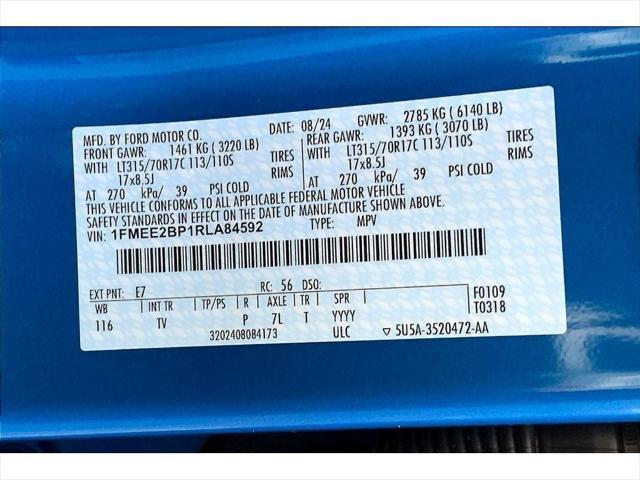 MFD. BY FORD MOTOR CO.
DATE: 08/24 GVWR: 2785 KG ( 6140 LB)
FRONT GAWR: 1461 KG ( 3220 LB) REAR GAWR: 1393 KG ( 3070 LB)
WITH LT315/70R17C 113/110S TIRES WITH LT315/70R17C 113/110S TIRES
17x8.5J RIMS 17x8.5J RIMS
AT 270 kPa/ 39 PSI COLD AT 270 kPa/ 39 PSI COLD
THIS VEHICLE CONFORMS TO ALL APPLICABLE FEDERAL MOTOR VEHICLE
SAFETY STANDARDS IN EFFECT ON THE DATE OF MANUFACTURE SHOWN ABOVE.
VIN: 1FMEE2BP1RLA84592 TYPE: MPV
EXT PNT: E7 RC: 56 DSO: F0109
WB INT TR TP/PS R AXLE TR SPR T0318
116 TV P 7L T YYYY
3202408084173 ULC ▽ 5U5A-3520472-AA